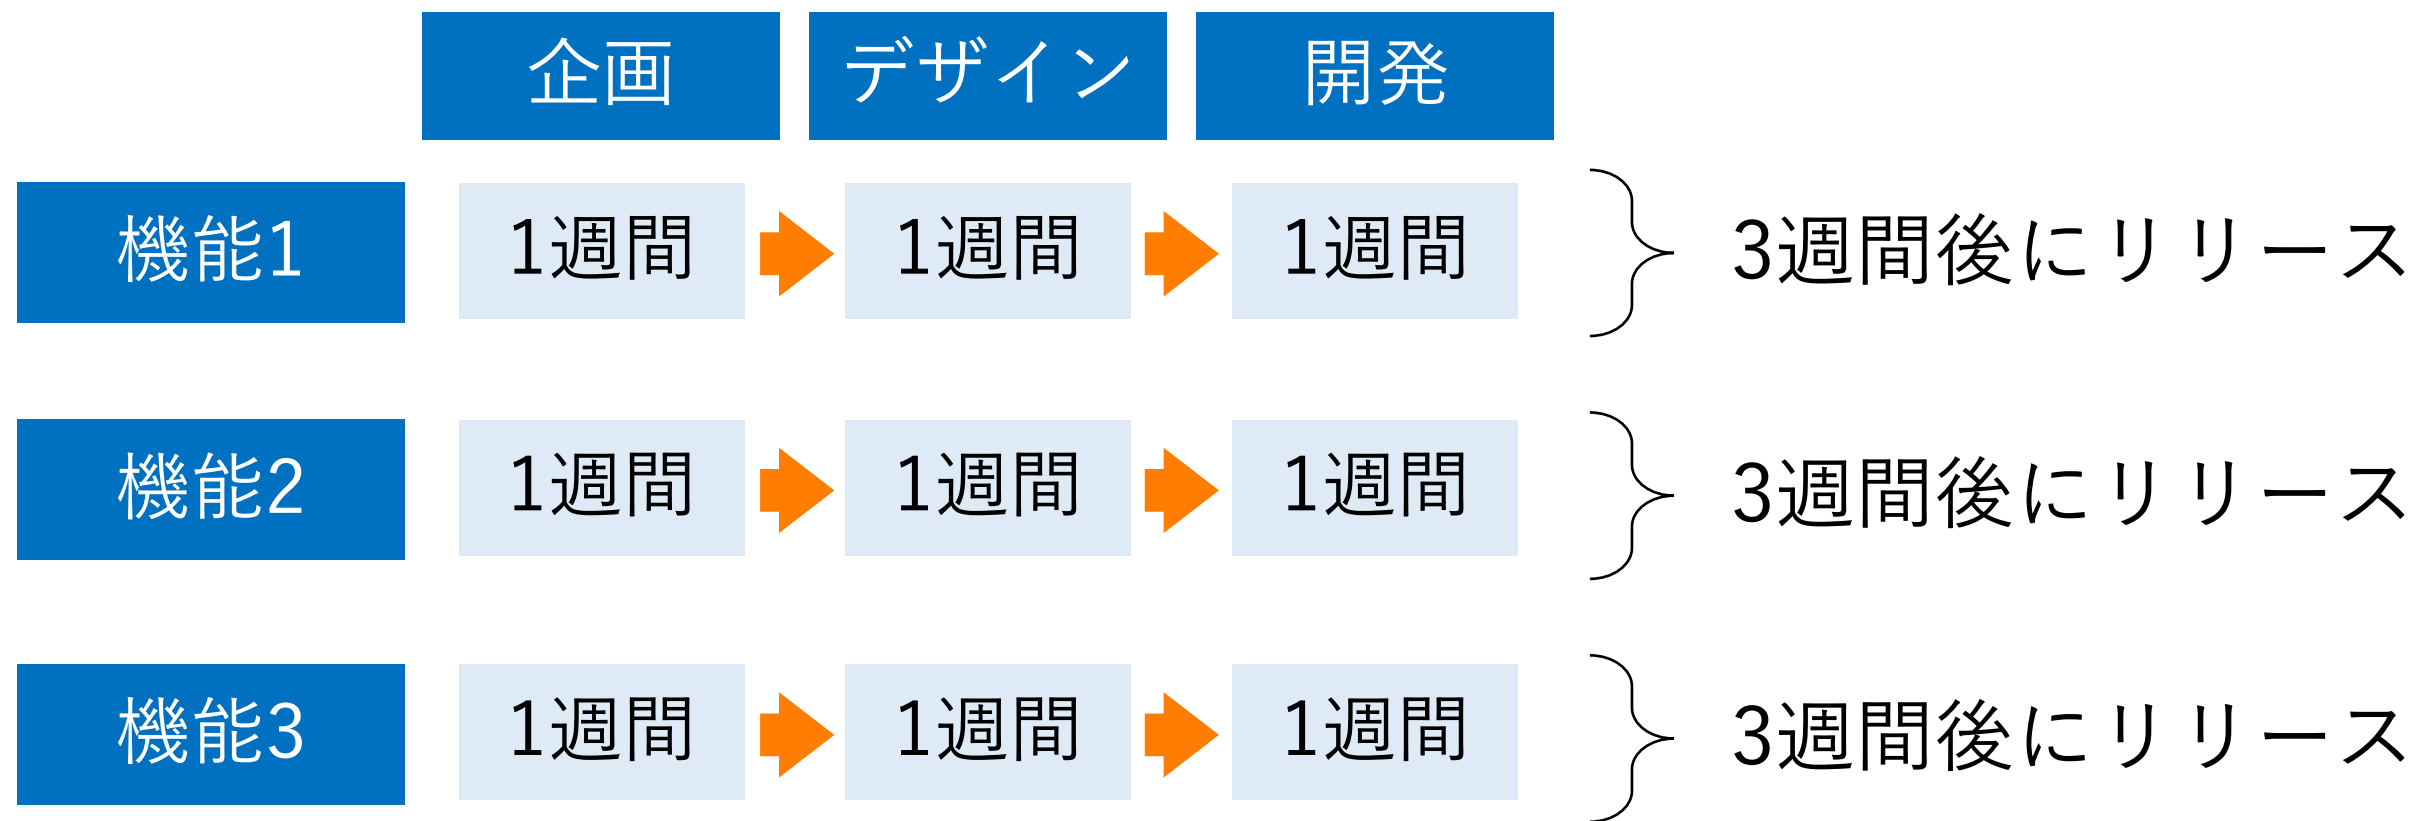 企画 デザイン 開発
機能1 1週間 1週間 1週間 3週間後にリリース
機能2 1週間 1週間 1週間 3週間後にリリース
機能3 1週間 1週間 1週間 3週間後にリリース